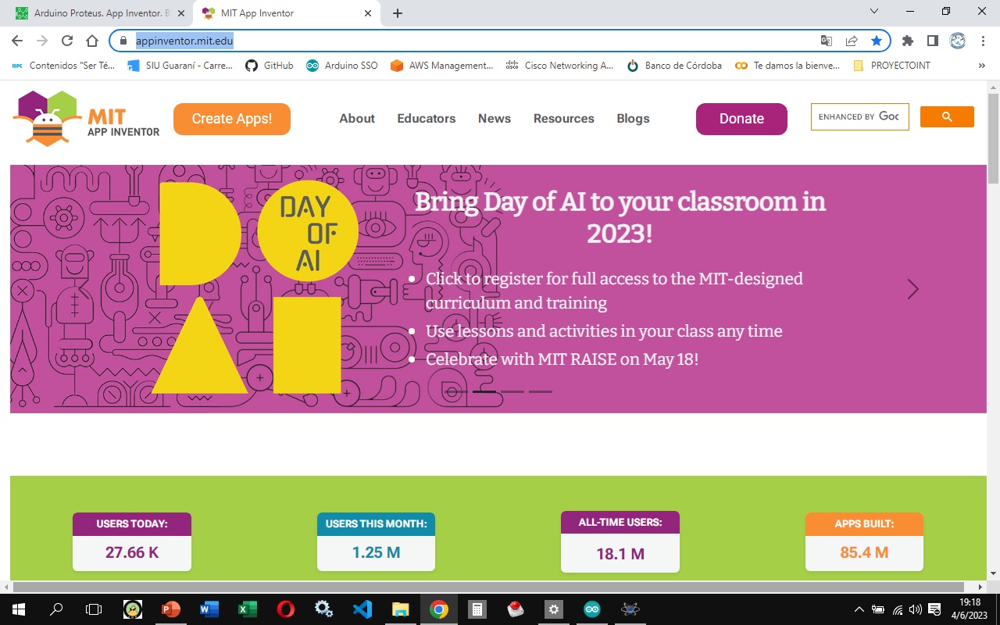 Arduino Proteus. App Inventor. B
MIT App Inventor
appinventor.mit.edu
Contenidos "Ser Té...
SIU Guaraní - Carre...
GitHub
Arduino SSO
AWS Management...
Cisco Networking A...
Banco de Córdoba
Te damos la bienve...
PROYECTOINT
MIT
APP INVENTOR
Create Apps!
About
Educators
News
Resources
Blogs
Donate
ENHANCED BY Goo
DAY
OF
AI
Bring Day of AI to your classroom in
2023!
Click to register for full access to the MIT-designed
curriculum and training
Use lessons and activities in your class any time
Celebrate with MIT RAISE on May 18!
USERS TODAY:
27.66 K
USERS THIS MONTH:
1.25 M
ALL-TIME USERS:
18.1 M
APPS BUILT:
85.4 M
19:18
4/6/2023